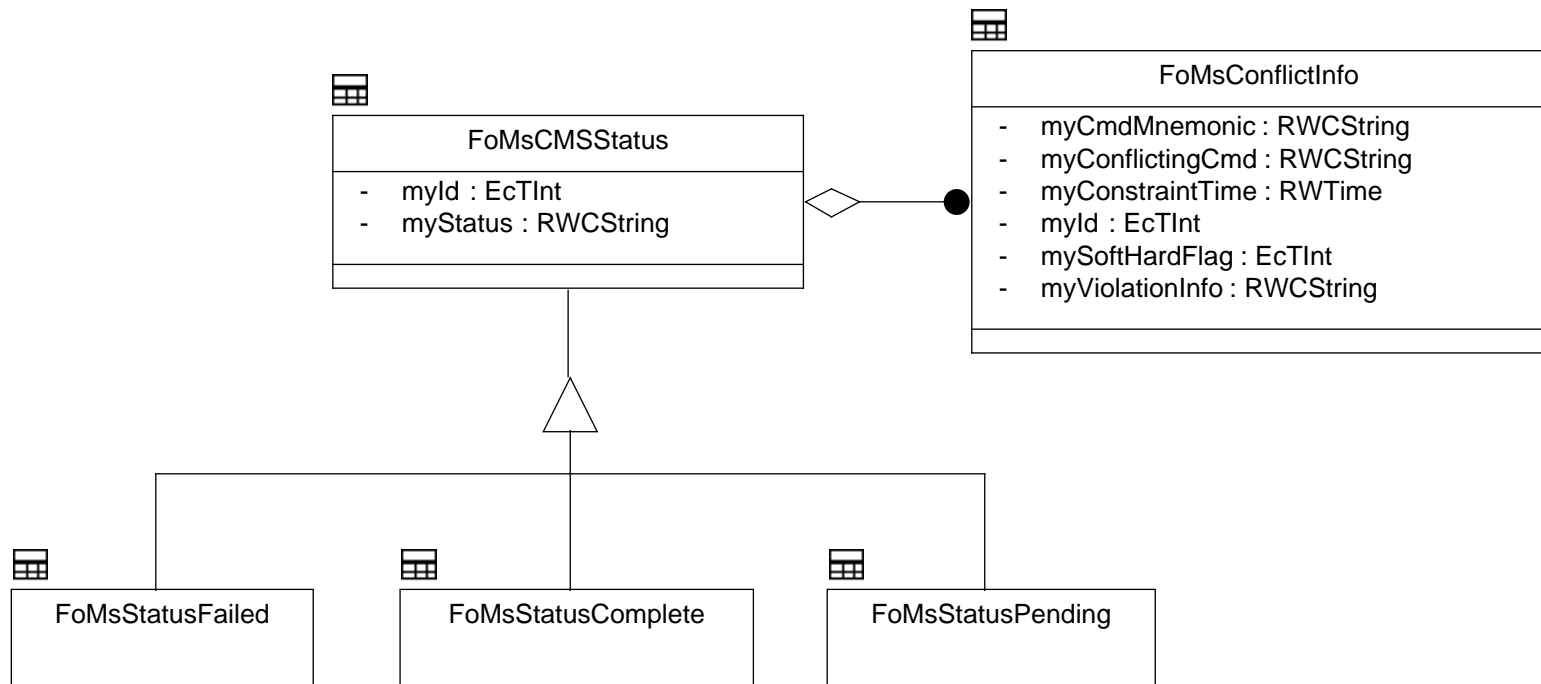 FoMsConflictInfo
- myCmdMnemonic : RWCString
- myConflictingCmd : RWCString
- myConstraintTime : RWTime
- myId : EcTInt
- mySoftHardFlag : EcTInt
- myViolationInfo : RWCString
FoMsCMSStatus
- myId : EcTInt
- myStatus : RWCString
FoMsStatusFailed
FoMsStatusComplete
FoMsStatusPending